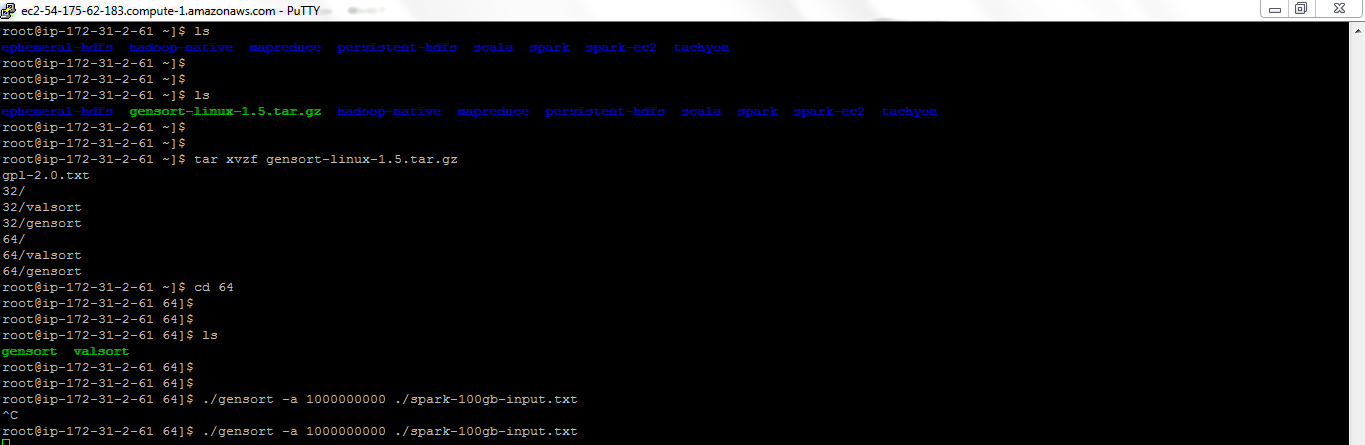 ec2-54-175-62-183.compute-1.amazonaws.com - PuTTY
root@ip-172-31-2-61 ~]$ ls
ephemeral-hdfs  hadoop-native  mapreduce  persistent-hdfs  scala  spark  spark-ec2  tachyon
root@ip-172-31-2-61 ~]$
root@ip-172-31-2-61 ~]$
root@ip-172-31-2-61 ~]$ ls
ephemeral-hdfs  gensort-linux-1.5.tar.gz  hadoop-native  mapreduce  persistent-hdfs  scala  spark  spark-ec2  tachyon
root@ip-172-31-2-61 ~]$
root@ip-172-31-2-61 ~]$
root@ip-172-31-2-61 ~]$ tar xvzf gensort-linux-1.5.tar.gz
gpl-2.0.txt
32/
32/valsort
32/gensort
64/
64/valsort
64/gensort
root@ip-172-31-2-61 ~]$ cd 64
root@ip-172-31-2-61 64]$
root@ip-172-31-2-61 64]$
root@ip-172-31-2-61 64]$ ls
gensort  valsort
root@ip-172-31-2-61 64]$
root@ip-172-31-2-61 64]$
root@ip-172-31-2-61 64]$ ./gensort -a 1000000000 ./spark-100gb-input.txt
^C
root@ip-172-31-2-61 64]$ ./gensort -a 1000000000 ./spark-100gb-input.txt